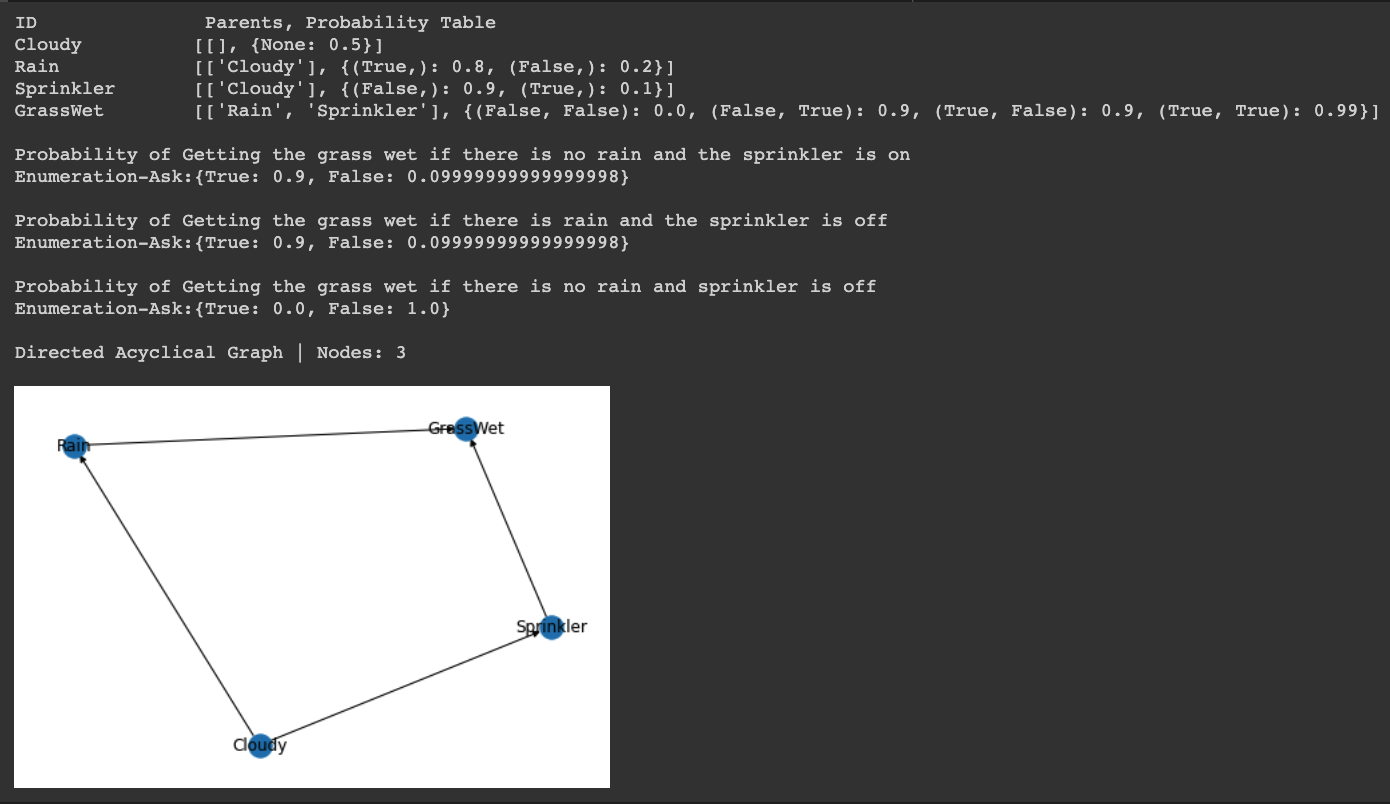 ID               Parents, Probability Table
Cloudy          [[], {None: 0.5}]
Rain            [['Cloudy'], {(True,): 0.8, (False,): 0.2}]
Sprinkler       [['Cloudy'], {(False,): 0.9, (True,): 0.1}]
GrassWet        [['Rain', 'Sprinkler'], {(False, False): 0.0, (False, True): 0.9, (True, False): 0.9, (True, True): 0.99}]
Probability of Getting the grass wet if there is no rain and the sprinkler is on
Enumeration-Ask:{True: 0.9, False: 0.09999999999999998}
Probability of Getting the grass wet if there is rain and the sprinkler is off
Enumeration-Ask:{True: 0.9, False: 0.09999999999999998}
Probability of Getting the grass wet if there is no rain and sprinkler is off
Enumeration-Ask:{True: 0.0, False: 1.0}
Directed Acyclical Graph | Nodes: 3
GrassWet
Rain
Sprinkler
Cloudy